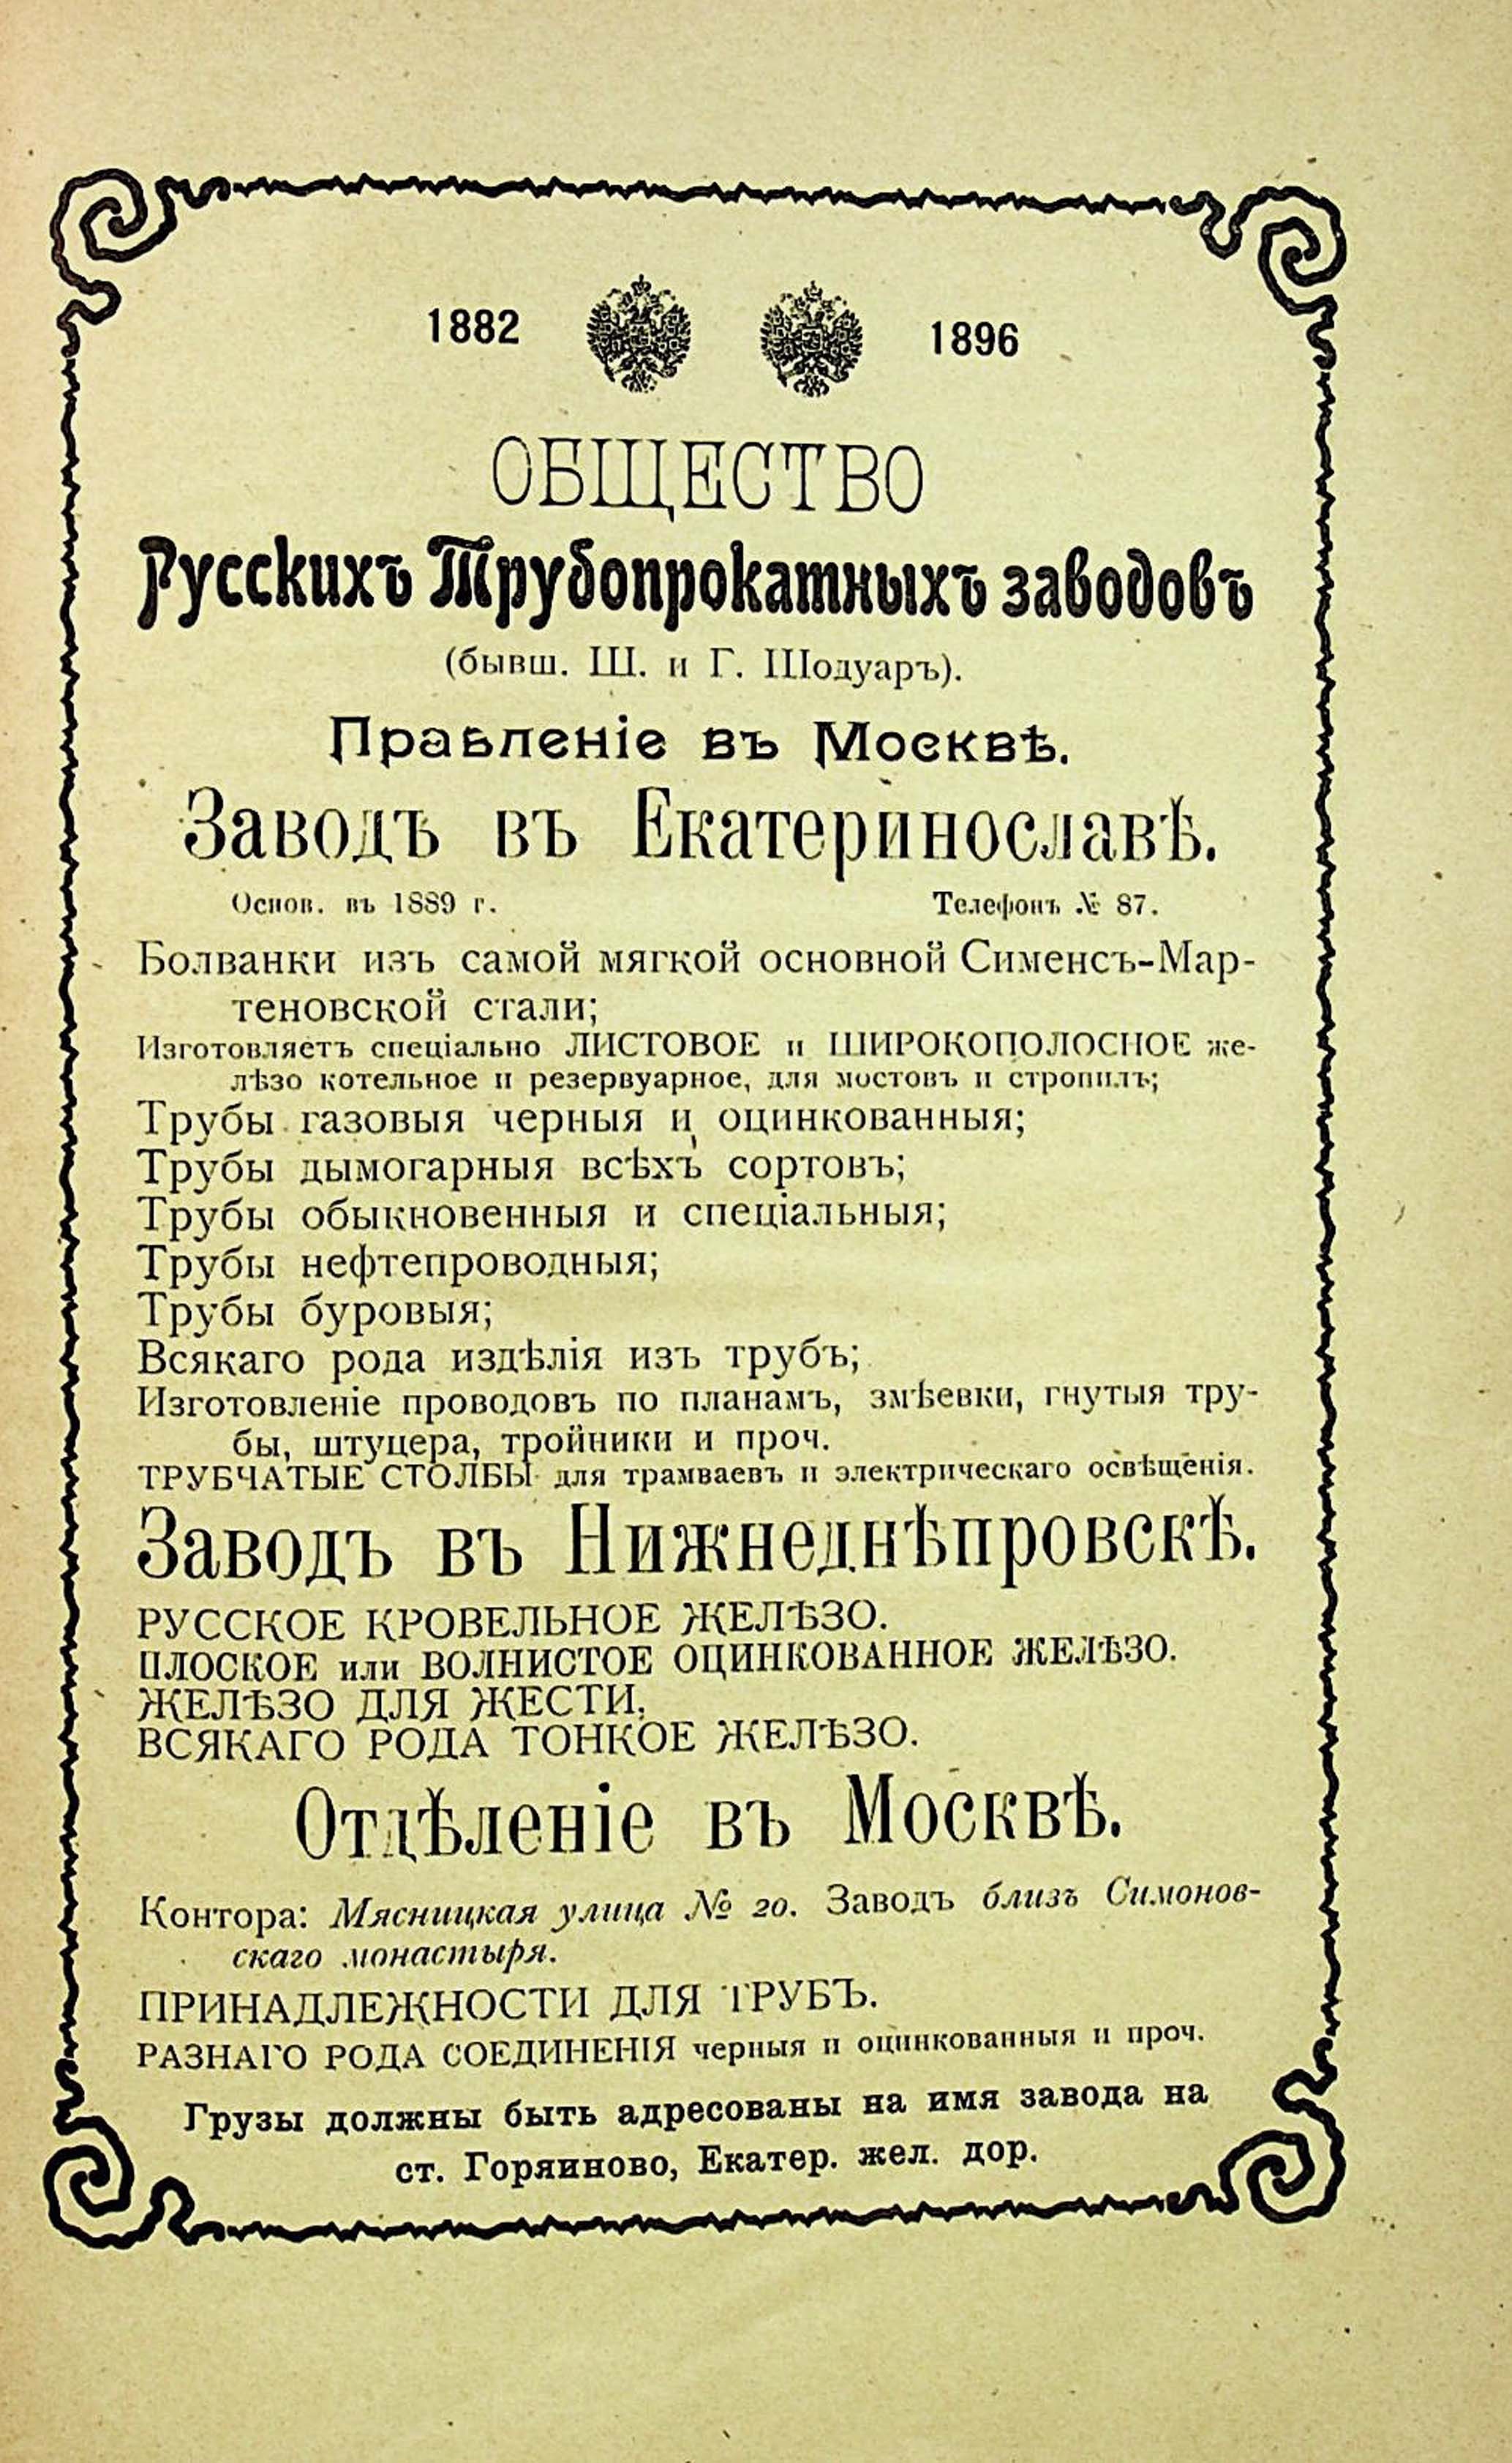 1882 1896
ОБЩЕСТВО
Русскихъ Трубопрокатныхъ заводовъ
(бывш. Ш. и Г. Шодуаръ).
Правленіе въ Москвѣ.
Заводъ въ Екатеринославѣ.
Основ. въ 1889 г. Телефонъ № 87.
Болванки изъ самой мягкой основной Сименсъ-Мар-
теновской стали;
Изготовляетъ спеціально ЛИСТОВОЕ и ШИРОКОПОЛОСНОЕ же-
лѣзо котельное и резервуарное, для мостовъ и стропилъ;
Трубы газовыя черныя и оцинкованныя;
Трубы дымогарныя всѣхъ сортовъ;
Трубы обыкновенныя и спеціальныя;
Трубы нефтепроводныя;
Трубы буровыя;
Всякаго рода издѣлія изъ трубъ;
Изготовленіе проводовъ по планамъ, змѣевки, гнутыя тру-
бы, штуцера, тройники и проч.
ТРУБЧАТЫЕ СТОЛБЫ для трамваевъ и электрическаго освѣщенія.
Заводъ въ Нижнеднѣпровскѣ.
РУССКОЕ КРОВЕЛЬНОЕ ЖЕЛѢЗО.
ПЛОСКОЕ или ВОЛНИСТОЕ ОЦИНКОВАННОЕ ЖЕЛѢЗО.
ЖЕЛѢЗО ДЛЯ ЖЕСТИ,
ВСЯКАГО РОДА ТОНКОЕ ЖЕЛѢЗО.
Отдѣленіе въ Москвѣ.
Контора: Мясницкая улица № 20. Заводъ близъ Симонов-
скаго монастыря.
ПРИНАДЛЕЖНОСТИ ДЛЯ ТРУБЪ.
РАЗНАГО РОДА СОЕДИНЕНІЯ черныя и оцинкованныя и проч.
Грузы должны быть адресованы на имя завода на
ст. Горяиново, Екатер. жел. дор.